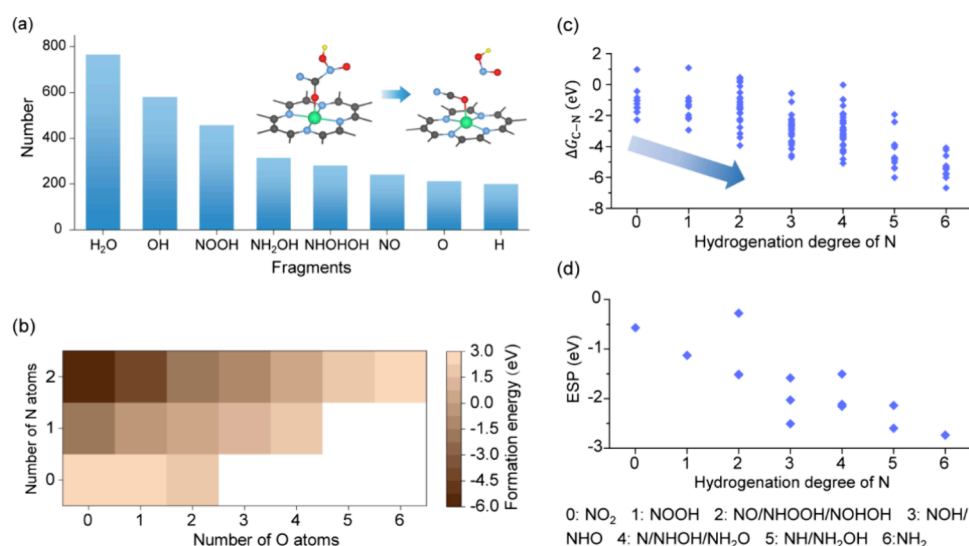 (a)
800
600
400
200
0
Number
H₂O OH NOOH NH₂OH NHOHOH NO O H
Fragments
(b)
2
1
0
Number of N atoms
0 1 2 3 4 5 6
Number of O atoms
3.0
1.5
0.0
-1.5
-3.0
-4.5
-6.0
Formation energy (eV)
(c)
2
0
-2
-4
-6
-8
ΔG_C–N (eV)
0 1 2 3 4 5 6
Hydrogenation degree of N
(d)
0
-1
-2
-3
ESP (eV)
0 1 2 3 4 5 6
Hydrogenation degree of N
0: NO₂ 1: NOOH 2: NO/NHOOH/NOHOH 3: NOH/
NHO 4: N/NHOH/NH₂O 5: NH/NH₂OH 6:NH₂